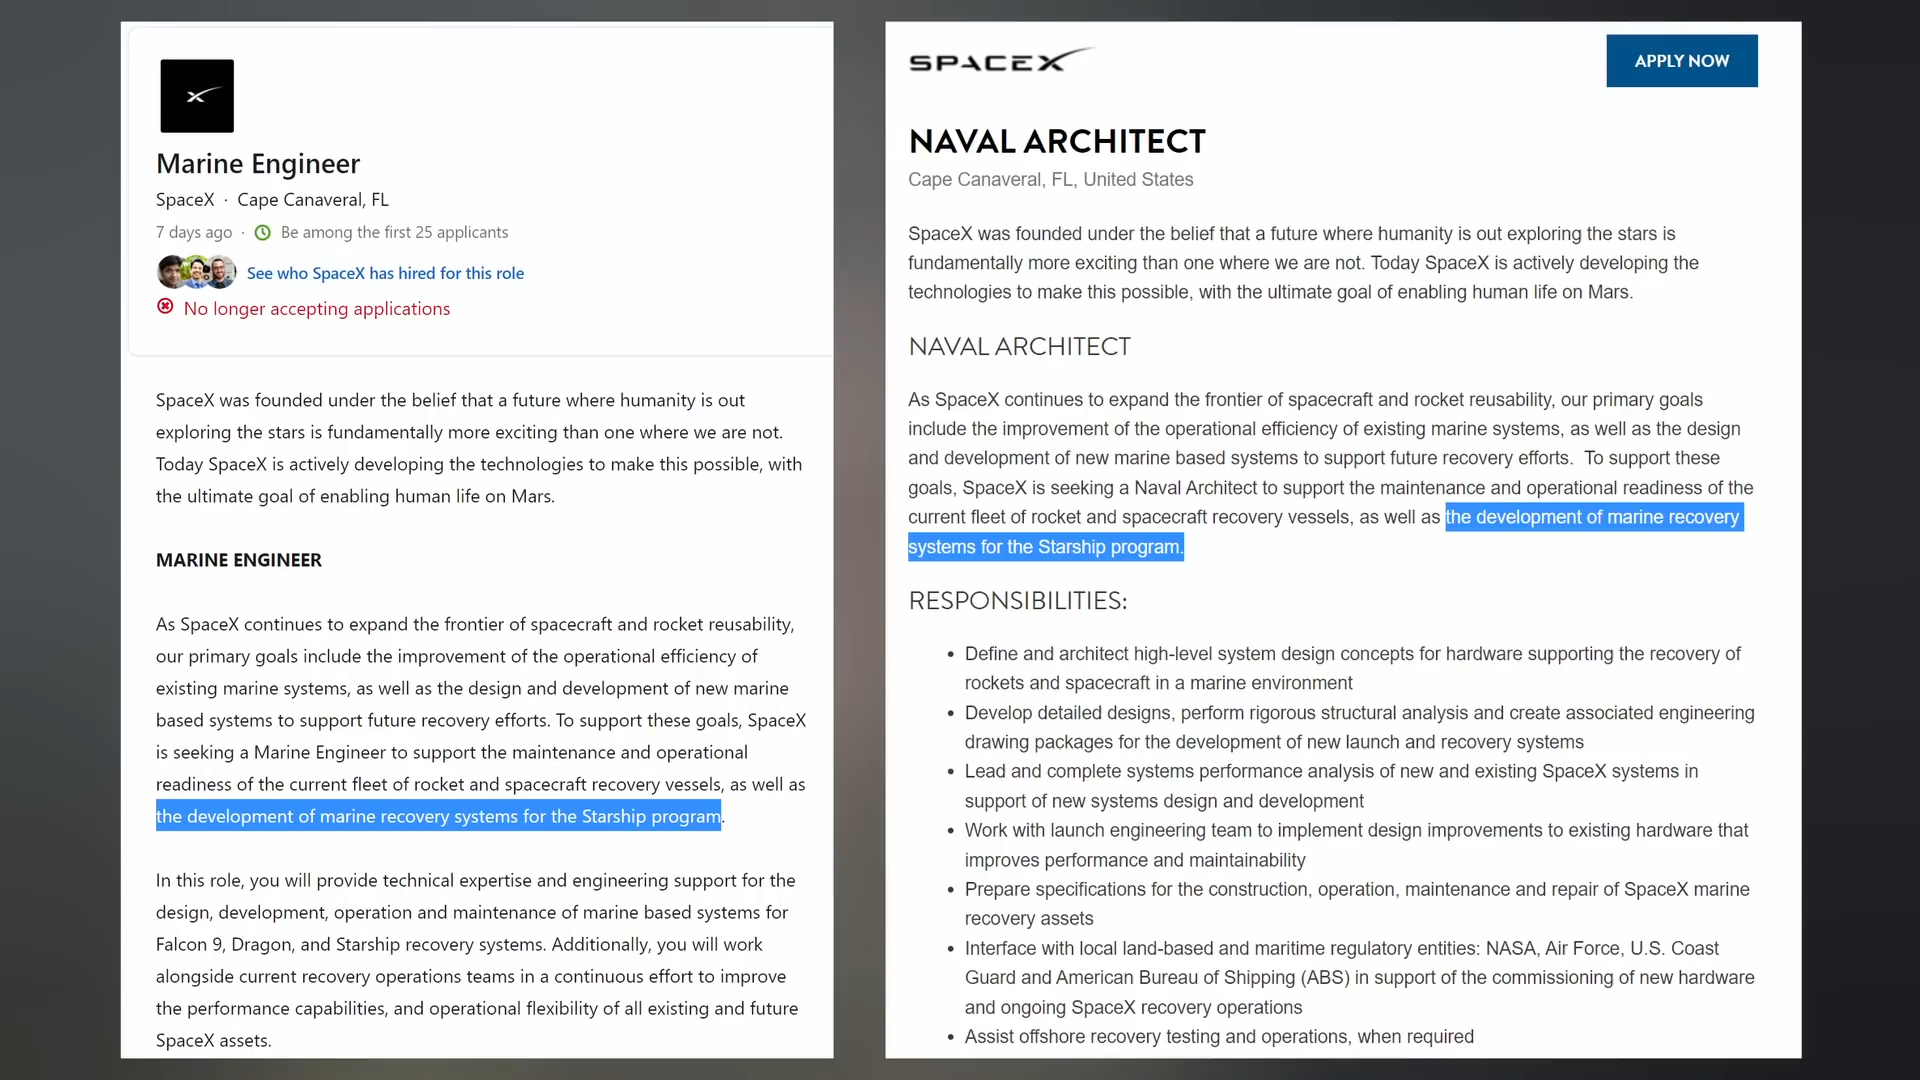 Marine Engineer
SpaceX · Cape Canaveral, FL
7 days ago · Be among the first 25 applicants
See who SpaceX has hired for this role
No longer accepting applications
SpaceX was founded under the belief that a future where humanity is out
exploring the stars is fundamentally more exciting than one where we are not.
Today SpaceX is actively developing the technologies to make this possible, with
the ultimate goal of enabling human life on Mars.
MARINE ENGINEER
As SpaceX continues to expand the frontier of spacecraft and rocket reusability,
our primary goals include the improvement of the operational efficiency of
existing marine systems, as well as the design and development of new marine
based systems to support future recovery efforts. To support these goals, SpaceX
is seeking a Marine Engineer to support the maintenance and operational
readiness of the current fleet of rocket and spacecraft recovery vessels, as well as
the development of marine recovery systems for the Starship program.
In this role, you will provide technical expertise and engineering support for the
design, development, operation and maintenance of marine based systems for
Falcon 9, Dragon, and Starship recovery systems. Additionally, you will work
alongside current recovery operations teams in a continuous effort to improve
the performance capabilities, and operational flexibility of all existing and future
SpaceX assets.
SPACEX
APPLY NOW
NAVAL ARCHITECT
Cape Canaveral, FL, United States
SpaceX was founded under the belief that a future where humanity is out exploring the stars is
fundamentally more exciting than one where we are not. Today SpaceX is actively developing the
technologies to make this possible, with the ultimate goal of enabling human life on Mars.
NAVAL ARCHITECT
As SpaceX continues to expand the frontier of spacecraft and rocket reusability, our primary goals
include the improvement of the operational efficiency of existing marine systems, as well as the design
and development of new marine based systems to support future recovery efforts.  To support these
goals, SpaceX is seeking a Naval Architect to support the maintenance and operational readiness of the
current fleet of rocket and spacecraft recovery vessels, as well as the development of marine recovery
systems for the Starship program.
RESPONSIBILITIES:
• Define and architect high-level system design concepts for hardware supporting the recovery of
rockets and spacecraft in a marine environment
• Develop detailed designs, perform rigorous structural analysis and create associated engineering
drawing packages for the development of new launch and recovery systems
• Lead and complete systems performance analysis of new and existing SpaceX systems in
support of new systems design and development
• Work with launch engineering team to implement design improvements to existing hardware that
improves performance and maintainability
• Prepare specifications for the construction, operation, maintenance and repair of SpaceX marine
recovery assets
• Interface with local land-based and maritime regulatory entities: NASA, Air Force, U.S. Coast
Guard and American Bureau of Shipping (ABS) in support of the commissioning of new hardware
and ongoing SpaceX recovery operations
• Assist offshore recovery testing and operations, when required